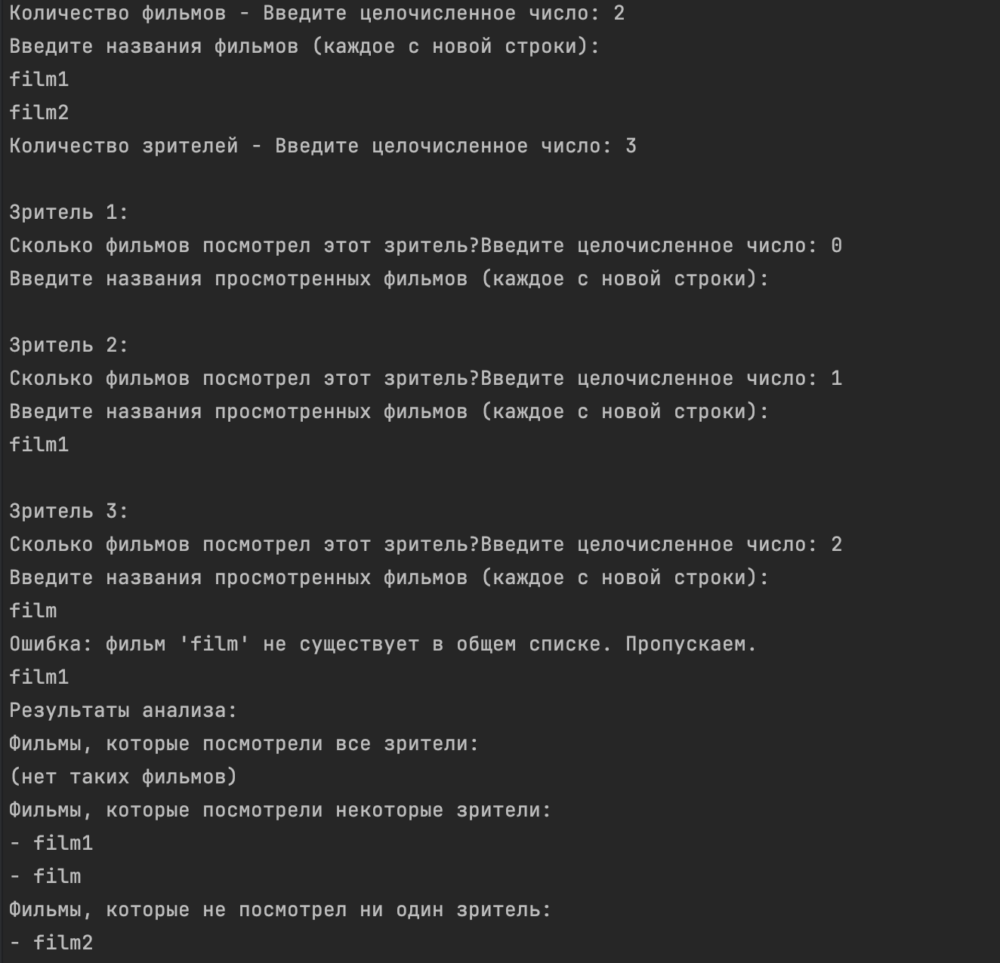 Количество фильмов - Введите целочисленное число: 2
Введите названия фильмов (каждое с новой строки):
film1
film2
Количество зрителей - Введите целочисленное число: 3
Зритель 1:
Сколько фильмов посмотрел этот зритель?Введите целочисленное число: 0
Введите названия просмотренных фильмов (каждое с новой строки):
Зритель 2:
Сколько фильмов посмотрел этот зритель?Введите целочисленное число: 1
Введите названия просмотренных фильмов (каждое с новой строки):
film1
Зритель 3:
Сколько фильмов посмотрел этот зритель?Введите целочисленное число: 2
Введите названия просмотренных фильмов (каждое с новой строки):
film
Ошибка: фильм 'film' не существует в общем списке. Пропускаем.
film1
Результаты анализа:
Фильмы, которые посмотрели все зрители:
(нет таких фильмов)
Фильмы, которые посмотрели некоторые зрители:
- film1
- film
Фильмы, которые не посмотрел ни один зритель:
- film2